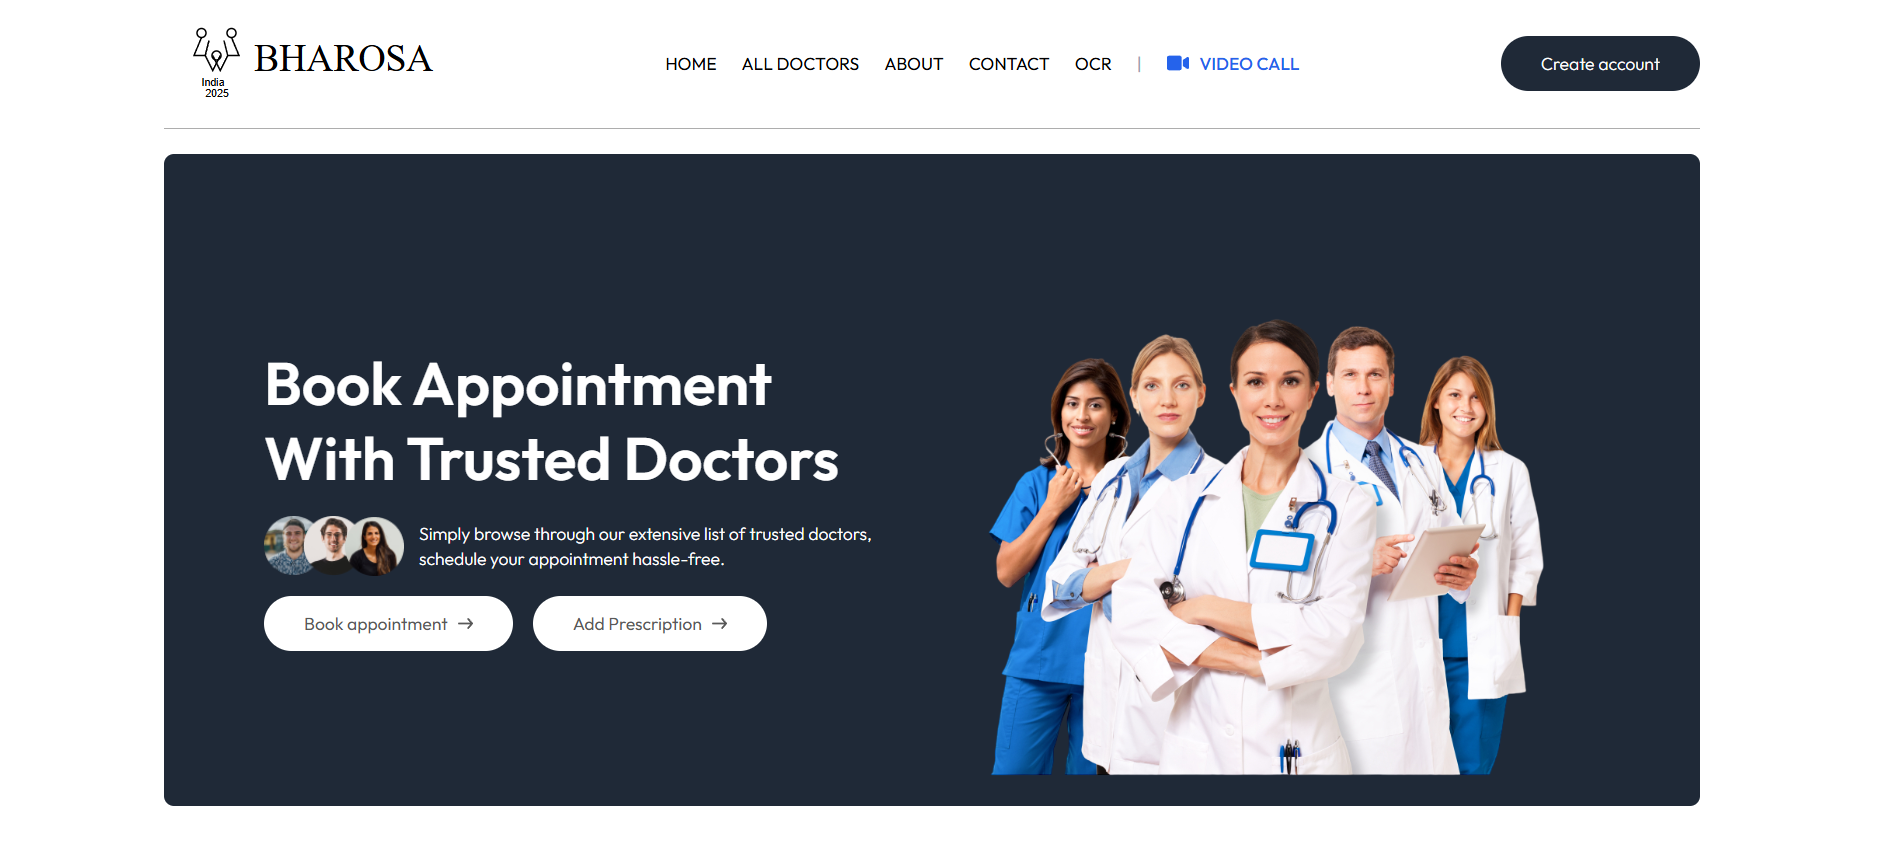 India
2025
BHAROSA
HOME
ALL DOCTORS
ABOUT
CONTACT
OCR
|
VIDEO CALL
Create account
Book Appointment
With Trusted Doctors
Simply browse through our extensive list of trusted doctors,
schedule your appointment hassle-free.
Book appointment →
Add Prescription →